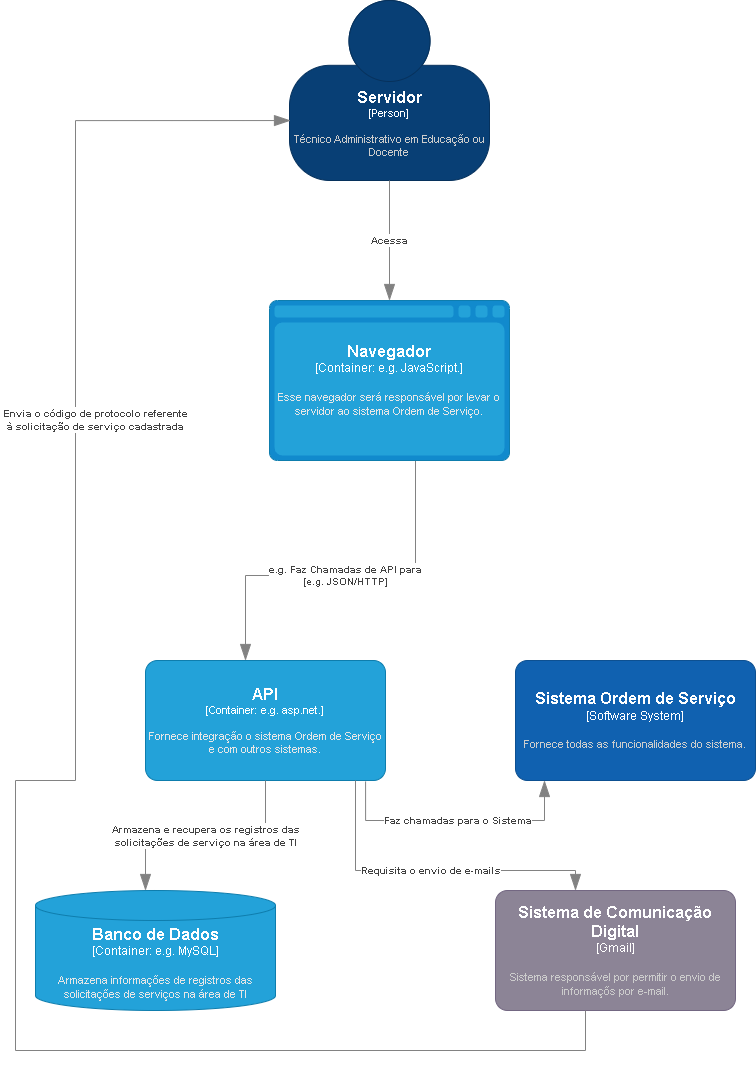 Servidor
[Person]
Técnico Administrativo em Educação ou
Docente
Acessa
Navegador
[Container: e.g. JavaScript.]
Esse navegador será responsável por levar o
servidor ao sistema Ordem de Serviço.
Envia o código de protocolo referente
à solicitação de serviço cadastrada
e.g. Faz Chamadas de API para
[e.g. JSON/HTTP]
API
[Container: e.g. asp.net.]
Fornece integração o sistema Ordem de Serviço
e com outros sistemas.
Sistema Ordem de Serviço
[Software System]
Fornece todas as funcionalidades do sistema.
Faz chamadas para o Sistema
Armazena e recupera os registros das
solicitações de serviço na área de TI
Requisita o envio de e-mails
Banco de Dados
[Container: e.g. MySQL]
Armazena informações de registros das
solicitações de serviços na área de TI
Sistema de Comunicação
Digital
[Gmail]
Sistema responsável por permitir o envio de
informaçõs por e-mail.